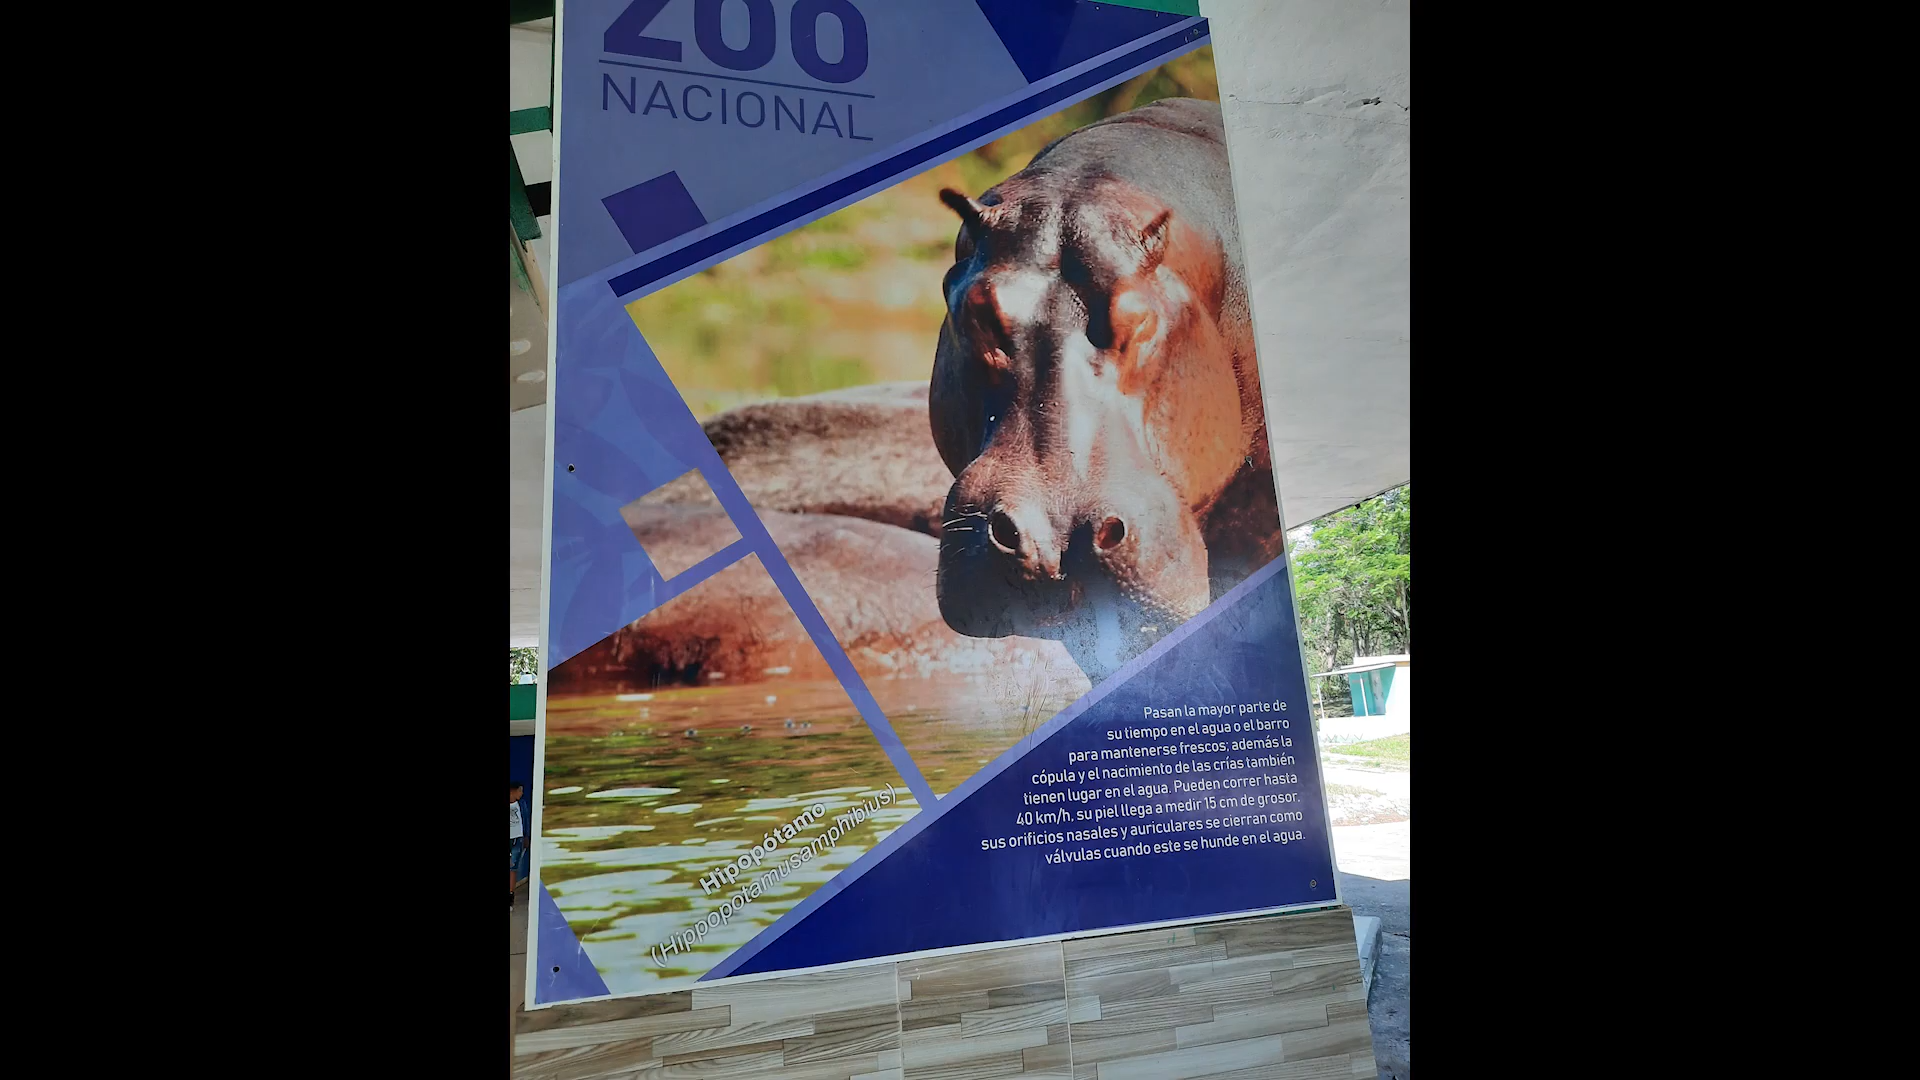 ZOO
NACIONAL
Pasan la mayor parte de
su tiempo en el agua o el barro
para mantenerse frescos; además la
cópula y el nacimiento de las crías también
tienen lugar en el agua. Pueden correr hasta
40 km/h, su piel llega a medir 15 cm de grosor.
sus orificios nasales y auriculares se cierran como
válvulas cuando este se hunde en el agua.
Hipopótamo
(Hippopotamusamphibius)